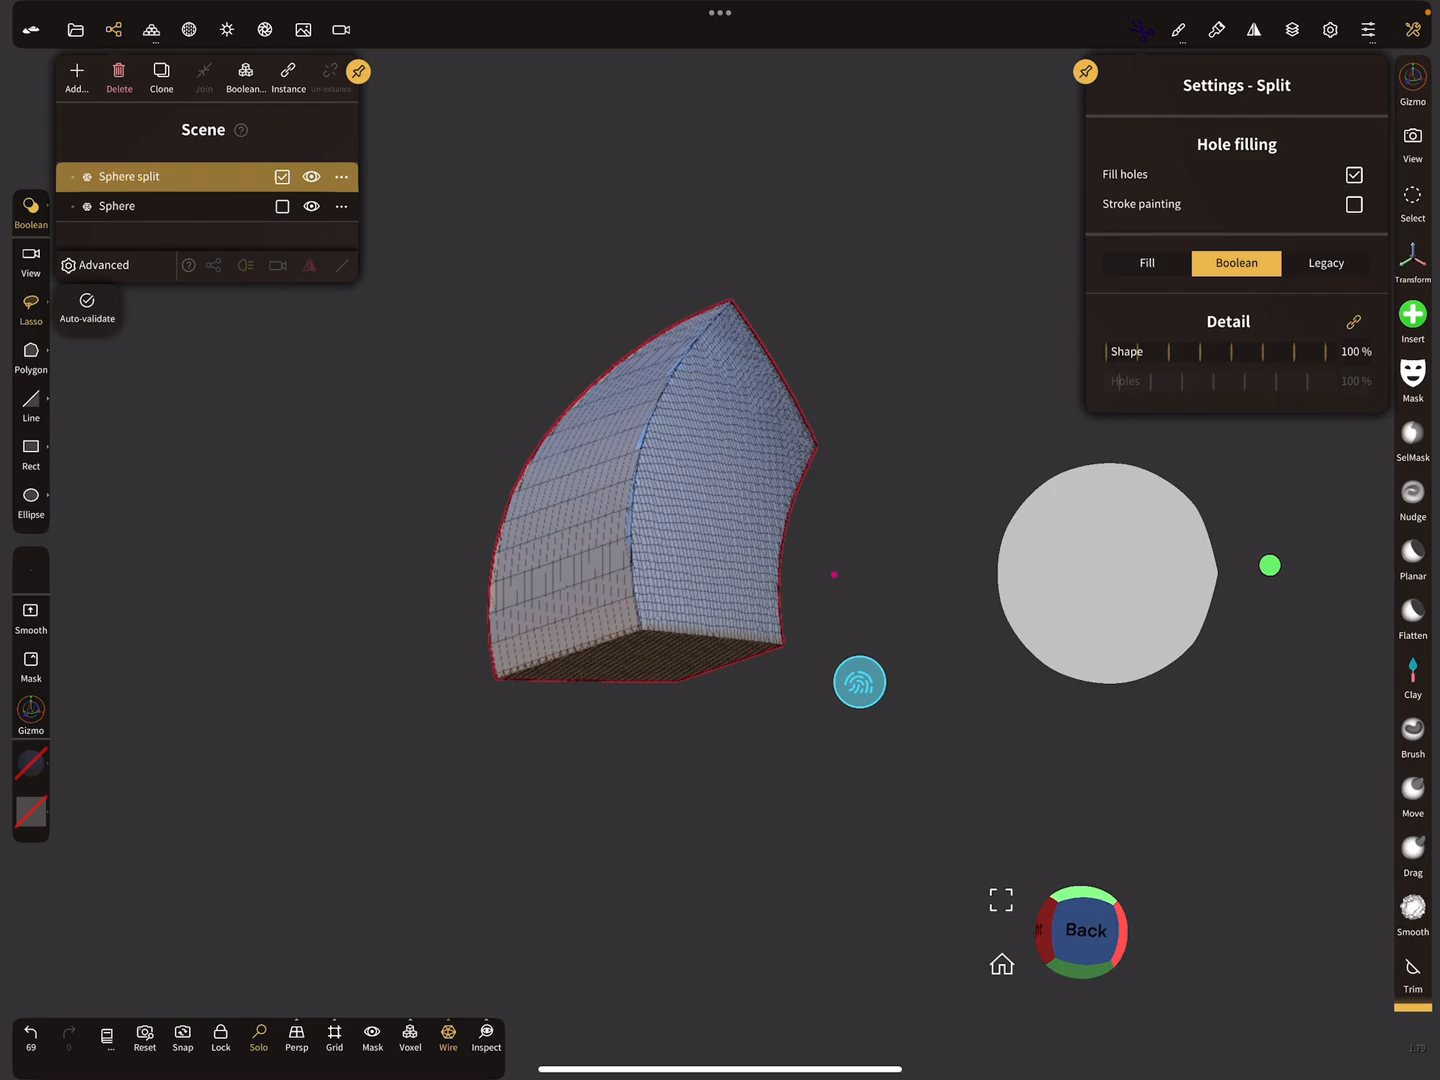 Add...
Delete
Clone
Join
Boolean...
Instance
Un-instance
Scene
Sphere split
Sphere
Advanced
Auto-validate
Boolean
View
Lasso
Polygon
Line
Rect
Ellipse
Smooth
Mask
Gizmo
Settings - Split
Hole filling
Fill holes
Stroke painting
Fill
Boolean
Legacy
Detail
Shape
100 %
Holes
100 %
Gizmo
View
Select
Transform
Insert
Mask
SelMask
Nudge
Planar
Flatten
Clay
Brush
Move
Drag
Smooth
Trim
Back
69
0
...
Reset
Snap
Lock
Solo
Persp
Grid
Mask
Voxel
Wire
Inspect
1.79